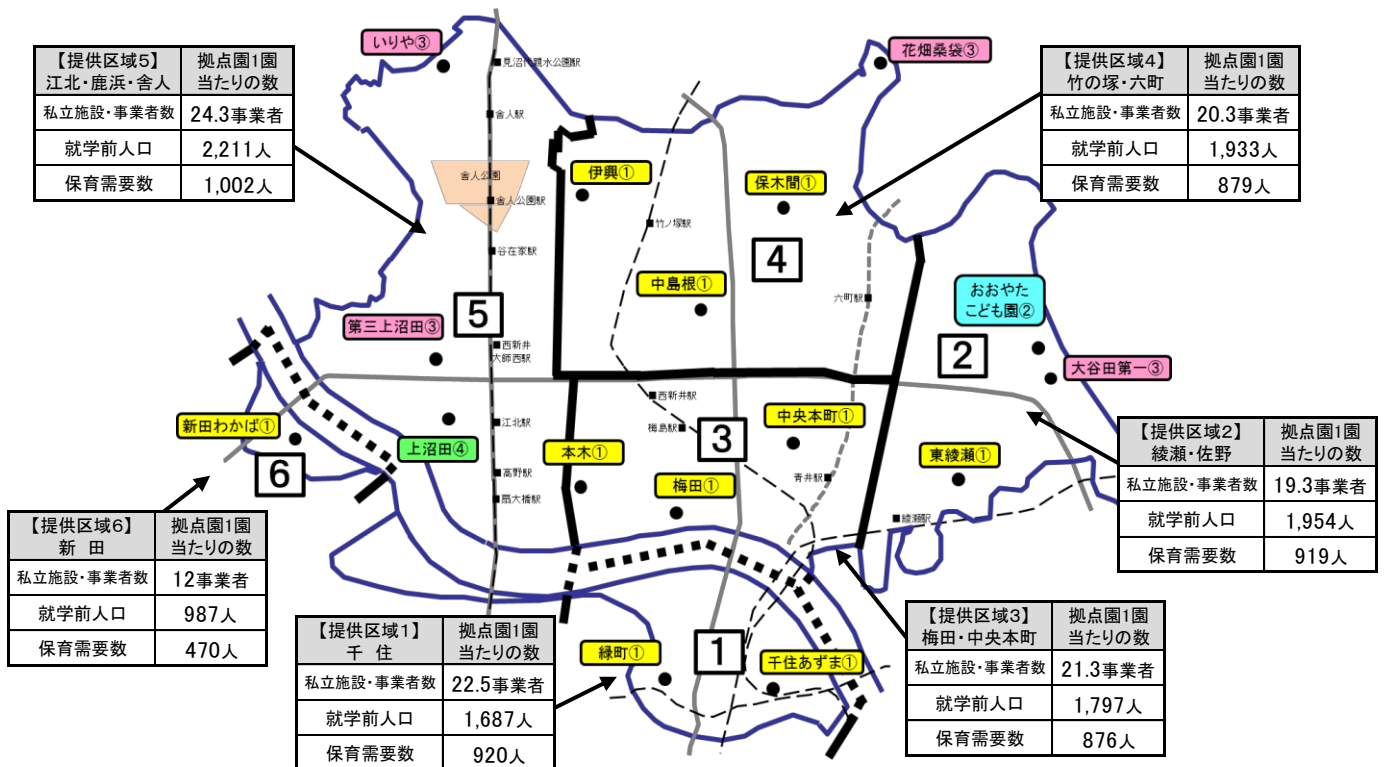 いりや③
花畑桑袋③
【提供区域5】
江北・鹿浜・舎人
拠点園1園
当たりの数
私立施設・事業者数
24.3事業者
就学前人口
2,211人
保育需要数
1,002人
見沼代親水公園駅
舎人駅
舎人公園
舎人公園駅
谷在家駅
【提供区域4】
竹の塚・六町
拠点園1園
当たりの数
私立施設・事業者数
20.3事業者
就学前人口
1,933人
保育需要数
879人
伊興①
保木間①
竹ノ塚駅
4
中島根①
六町駅
おおやた
こども園②
5
第三上沼田③
西新井
大師西駅
2
大谷田第一③
新田わかば①
6
上沼田④
江北駅
高野駅
扇大橋駅
本木①
西新井駅
梅島駅
3
中央本町①
梅田①
青井駅
東綾瀬①
綾瀬駅
【提供区域2】
綾瀬・佐野
拠点園1園
当たりの数
私立施設・事業者数
19.3事業者
就学前人口
1,954人
保育需要数
919人
【提供区域6】
新 田
拠点園1園
当たりの数
私立施設・事業者数
12事業者
就学前人口
987人
保育需要数
470人
【提供区域1】
千 住
拠点園1園
当たりの数
私立施設・事業者数
22.5事業者
就学前人口
1,687人
保育需要数
920人
緑町①
1
千住あずま①
【提供区域3】
梅田・中央本町
拠点園1園
当たりの数
私立施設・事業者数
21.3事業者
就学前人口
1,797人
保育需要数
876人